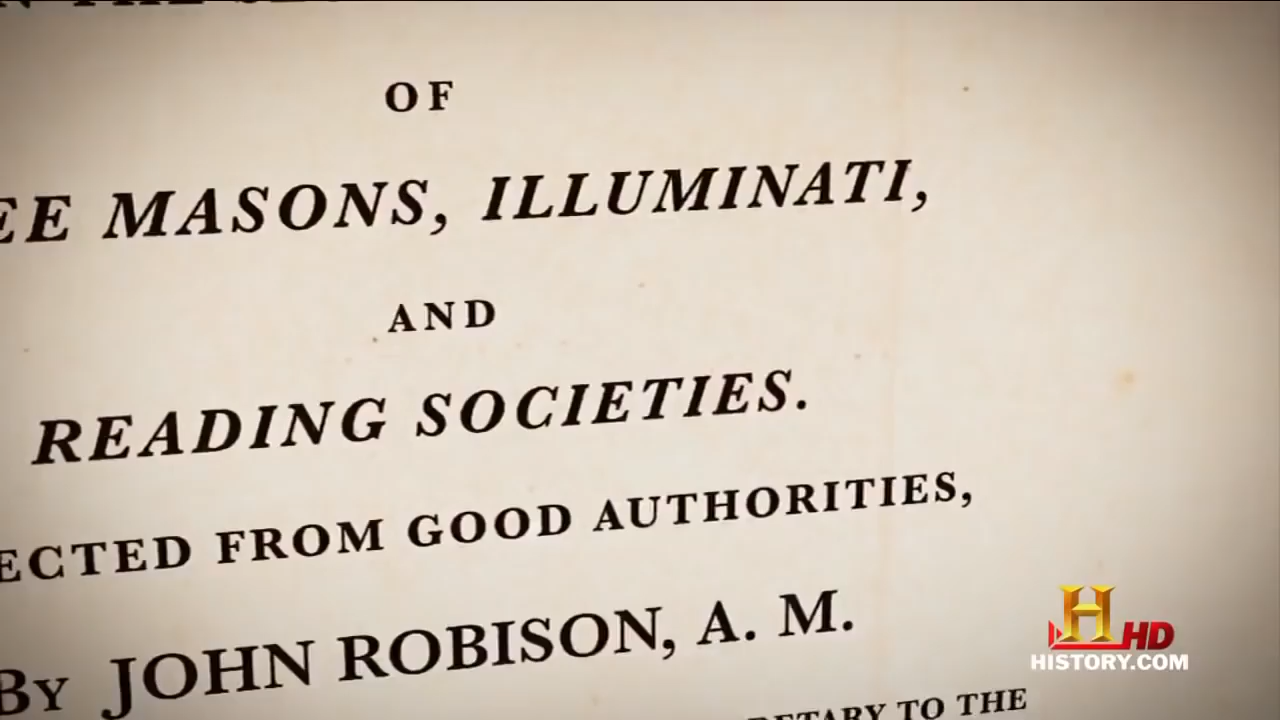 OF
EE MASONS, ILLUMINATI,
AND
READING SOCIETIES.
ECTED FROM GOOD AUTHORITIES,
BY JOHN ROBISON, A. M.
TO THE
H HD
HISTORY.COM